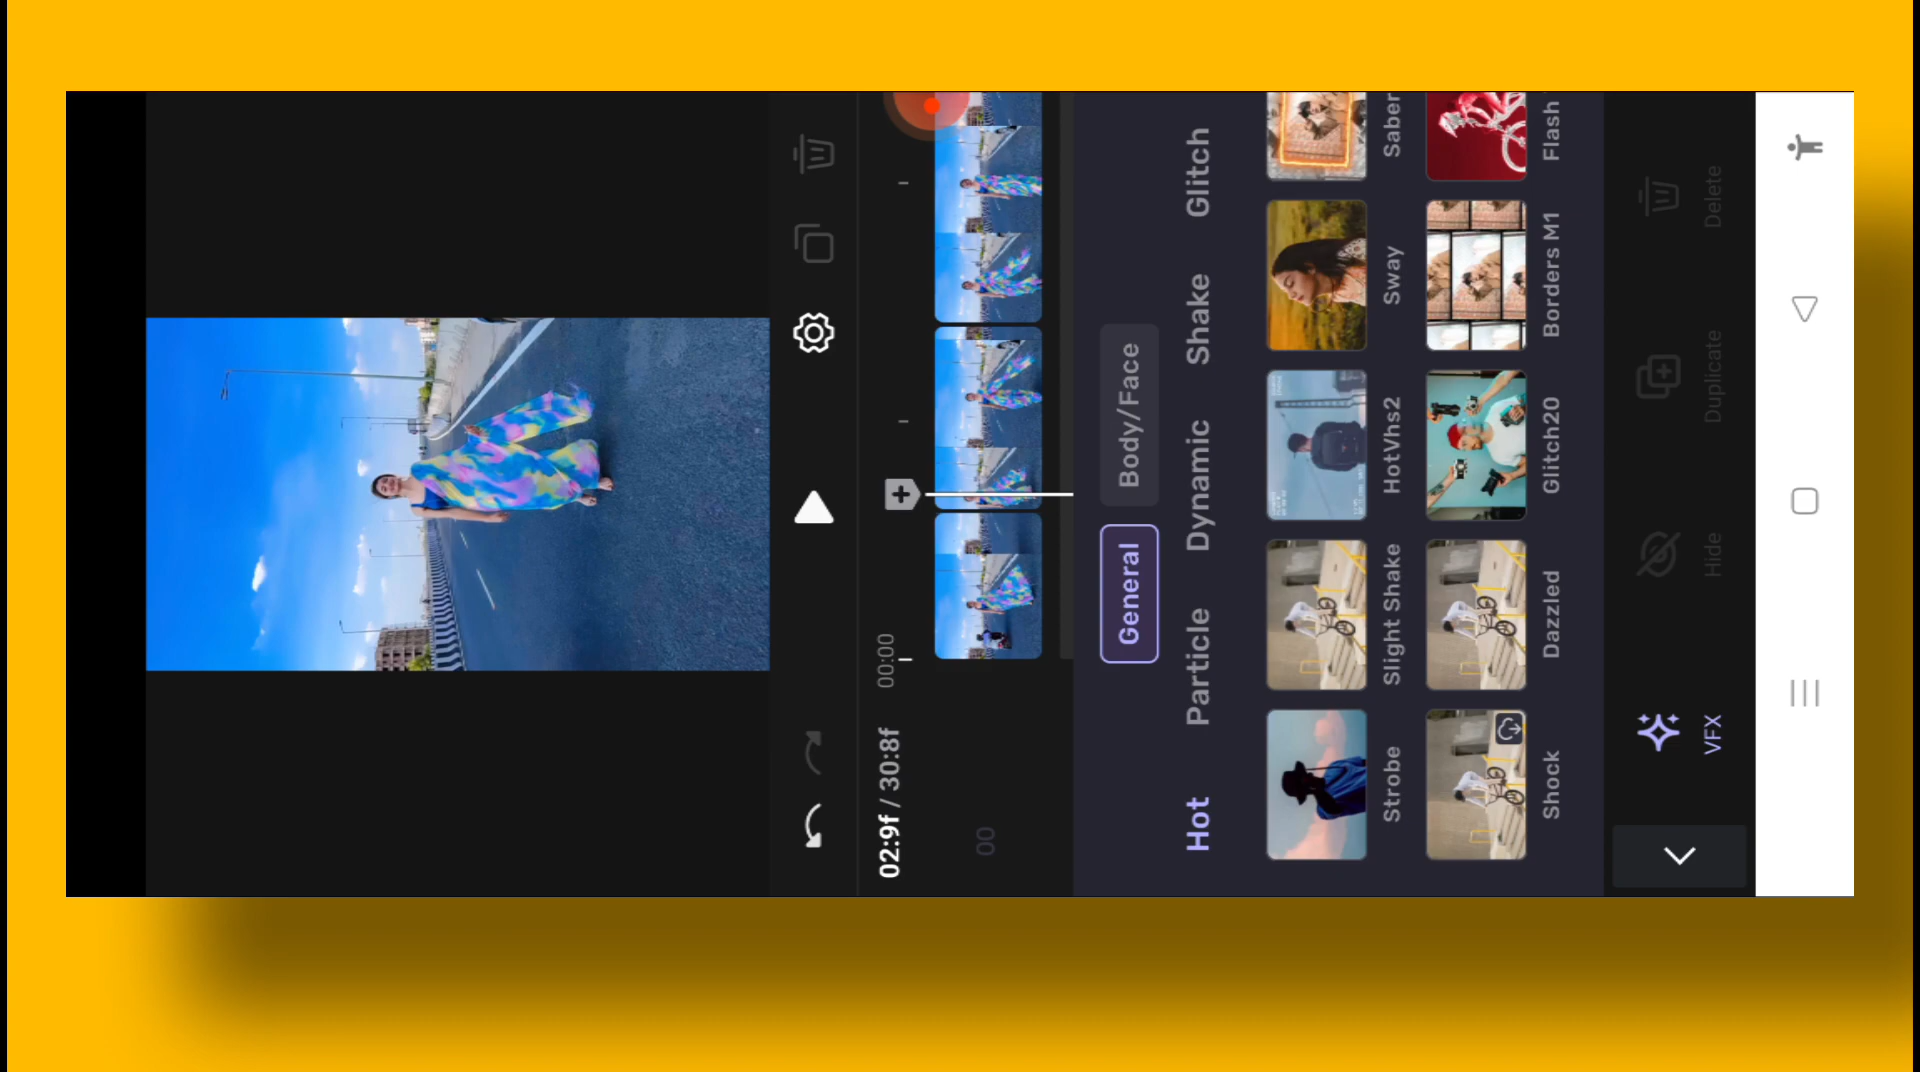 02:9f / 30:8f
00:00
00
General
Body/Face
Hot
Particle
Dynamic
Shake
Glitch
Strobe
Slight Shake
HotVhs2
Sway
Saber
Shock
Dazzled
Glitch20
Borders M1
Flash
VFX
Hide
Duplicate
Delete